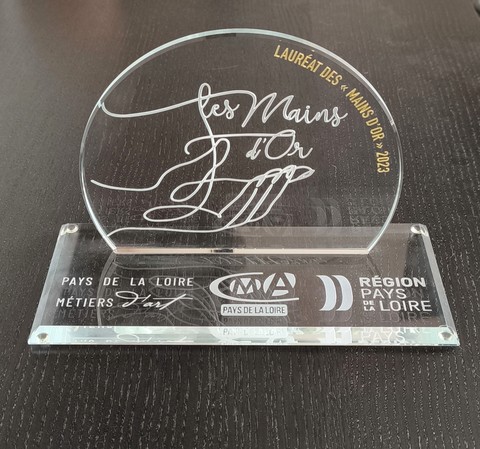 LAURÉAT DES « MAINS D'OR » 2023
Les Mains
d'Or
PAYS DE LA LOIRE
MÉTIERS d'art
CMA
PAYS DE LA LOIRE
RÉGION
PAYS
DE LA LOIRE